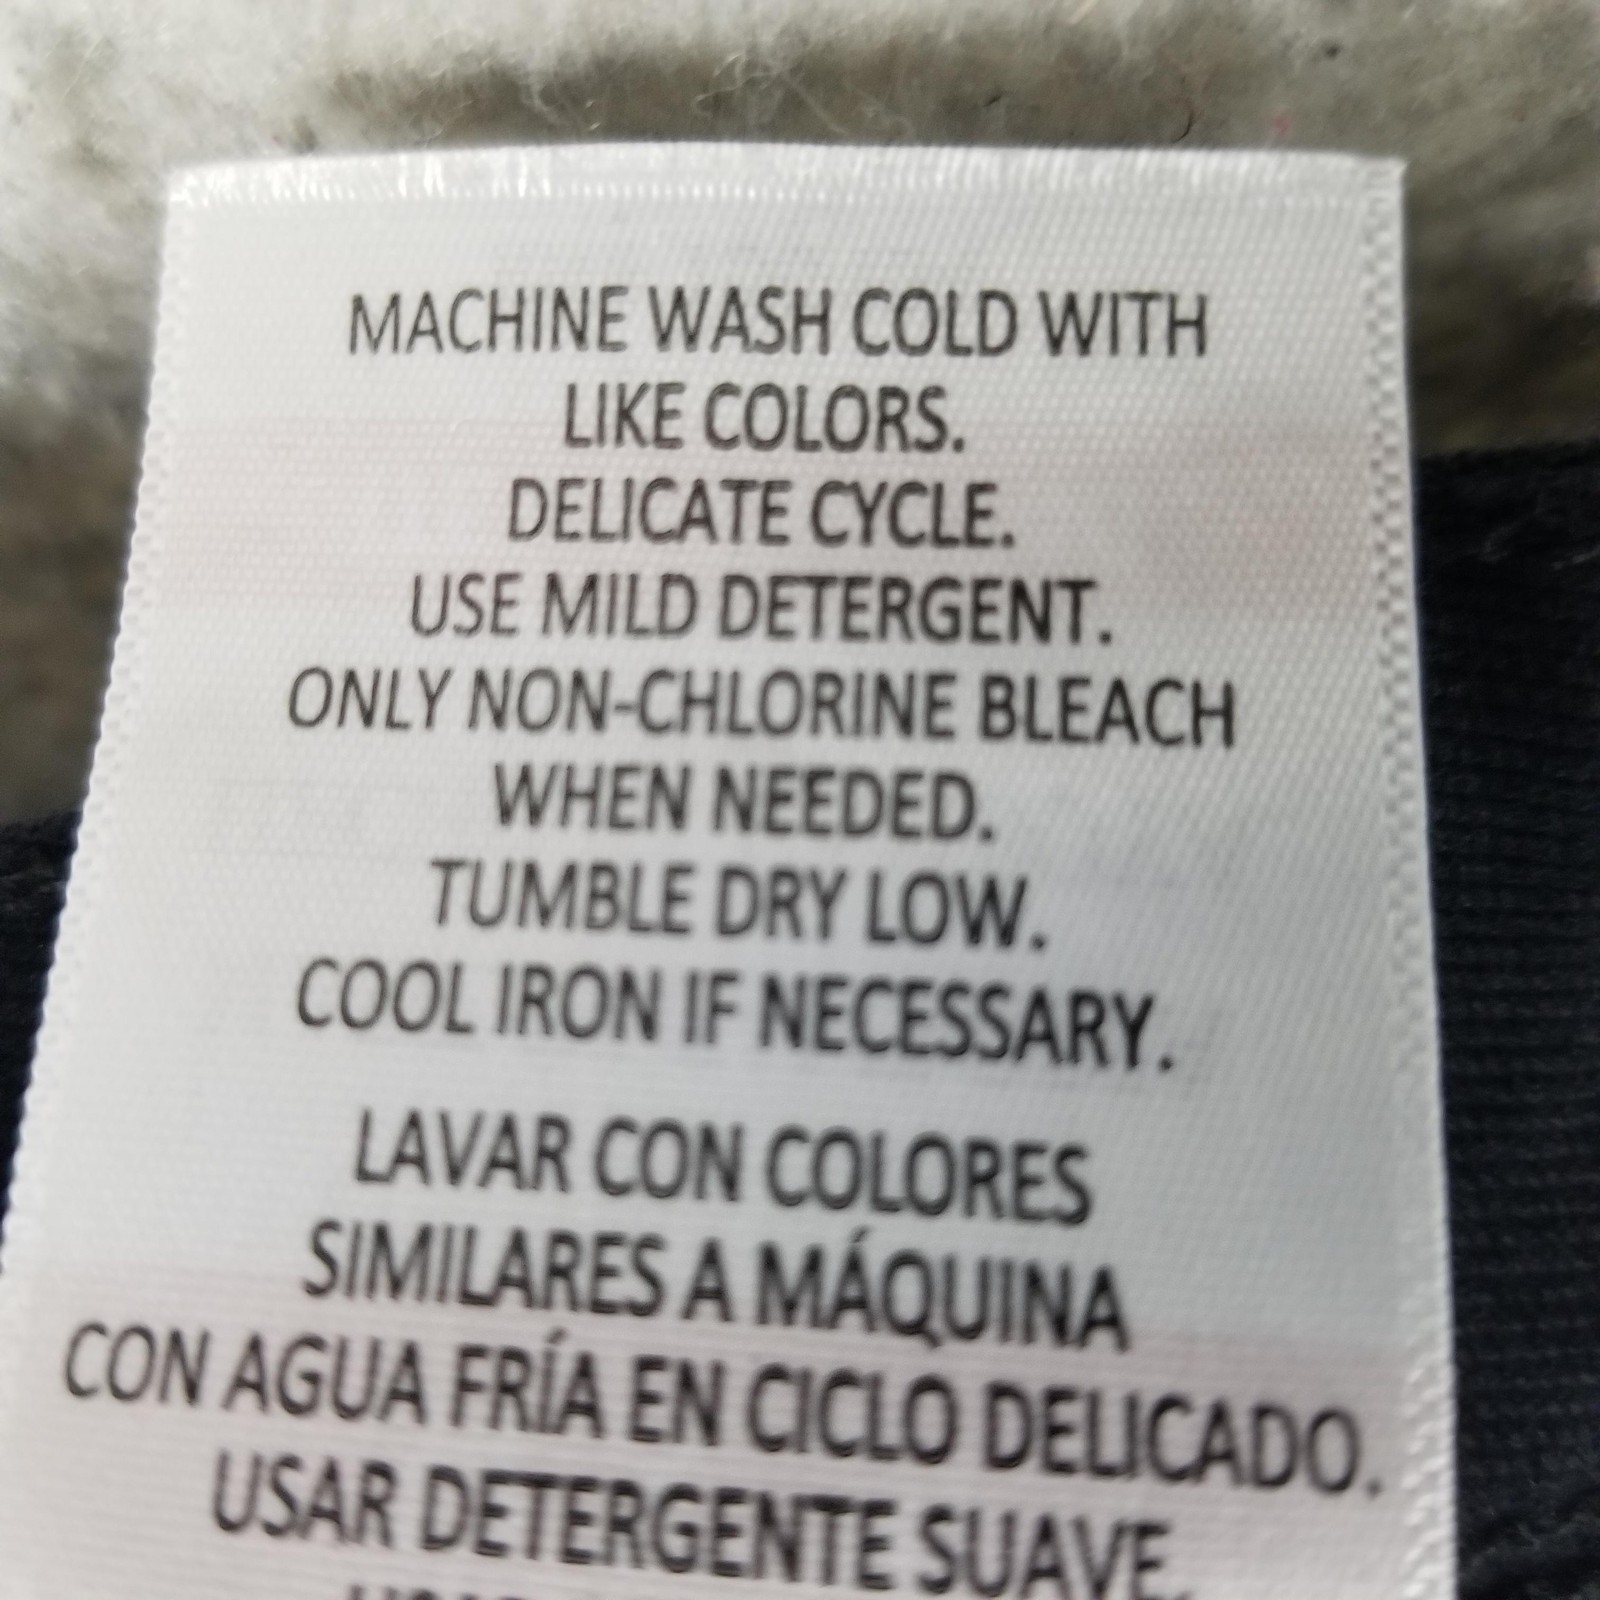 MACHINE WASH COLD WITH
LIKE COLORS.
DELICATE CYCLE.
USE MILD DETERGENT.
ONLY NON-CHLORINE BLEACH
WHEN NEEDED.
TUMBLE DRY LOW.
COOL IRON IF NECESSARY.
LAVAR CON COLORES
SIMILARES A MÁQUINA
CON AGUA FRÍA EN CICLO DELICADO.
USAR DETERGENTE SUAVE.